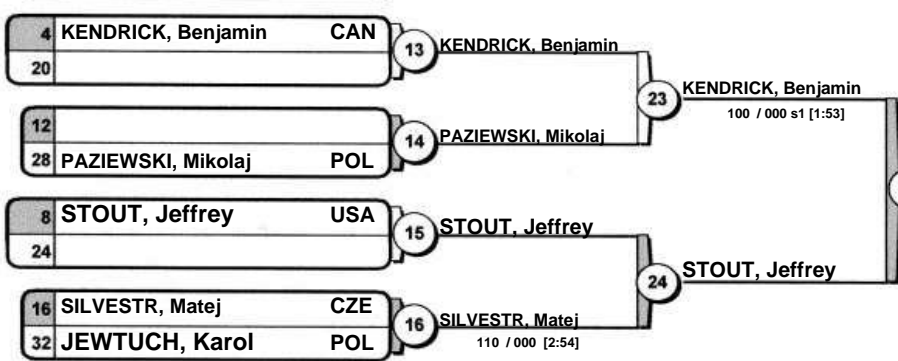 4 KENDRICK, Benjamin CAN
20
13 KENDRICK, Benjamin
12
28 PAZIEWSKI, Mikolaj POL
14 PAZIEWSKI, Mikolaj
23 KENDRICK, Benjamin
100 / 000 s1 [1:53]
8 STOUT, Jeffrey USA
24
15 STOUT, Jeffrey
16 SILVESTR, Matej CZE
32 JEWTUCH, Karol POL
16 SILVESTR, Matej
110 / 000 [2:54]
24 STOUT, Jeffrey